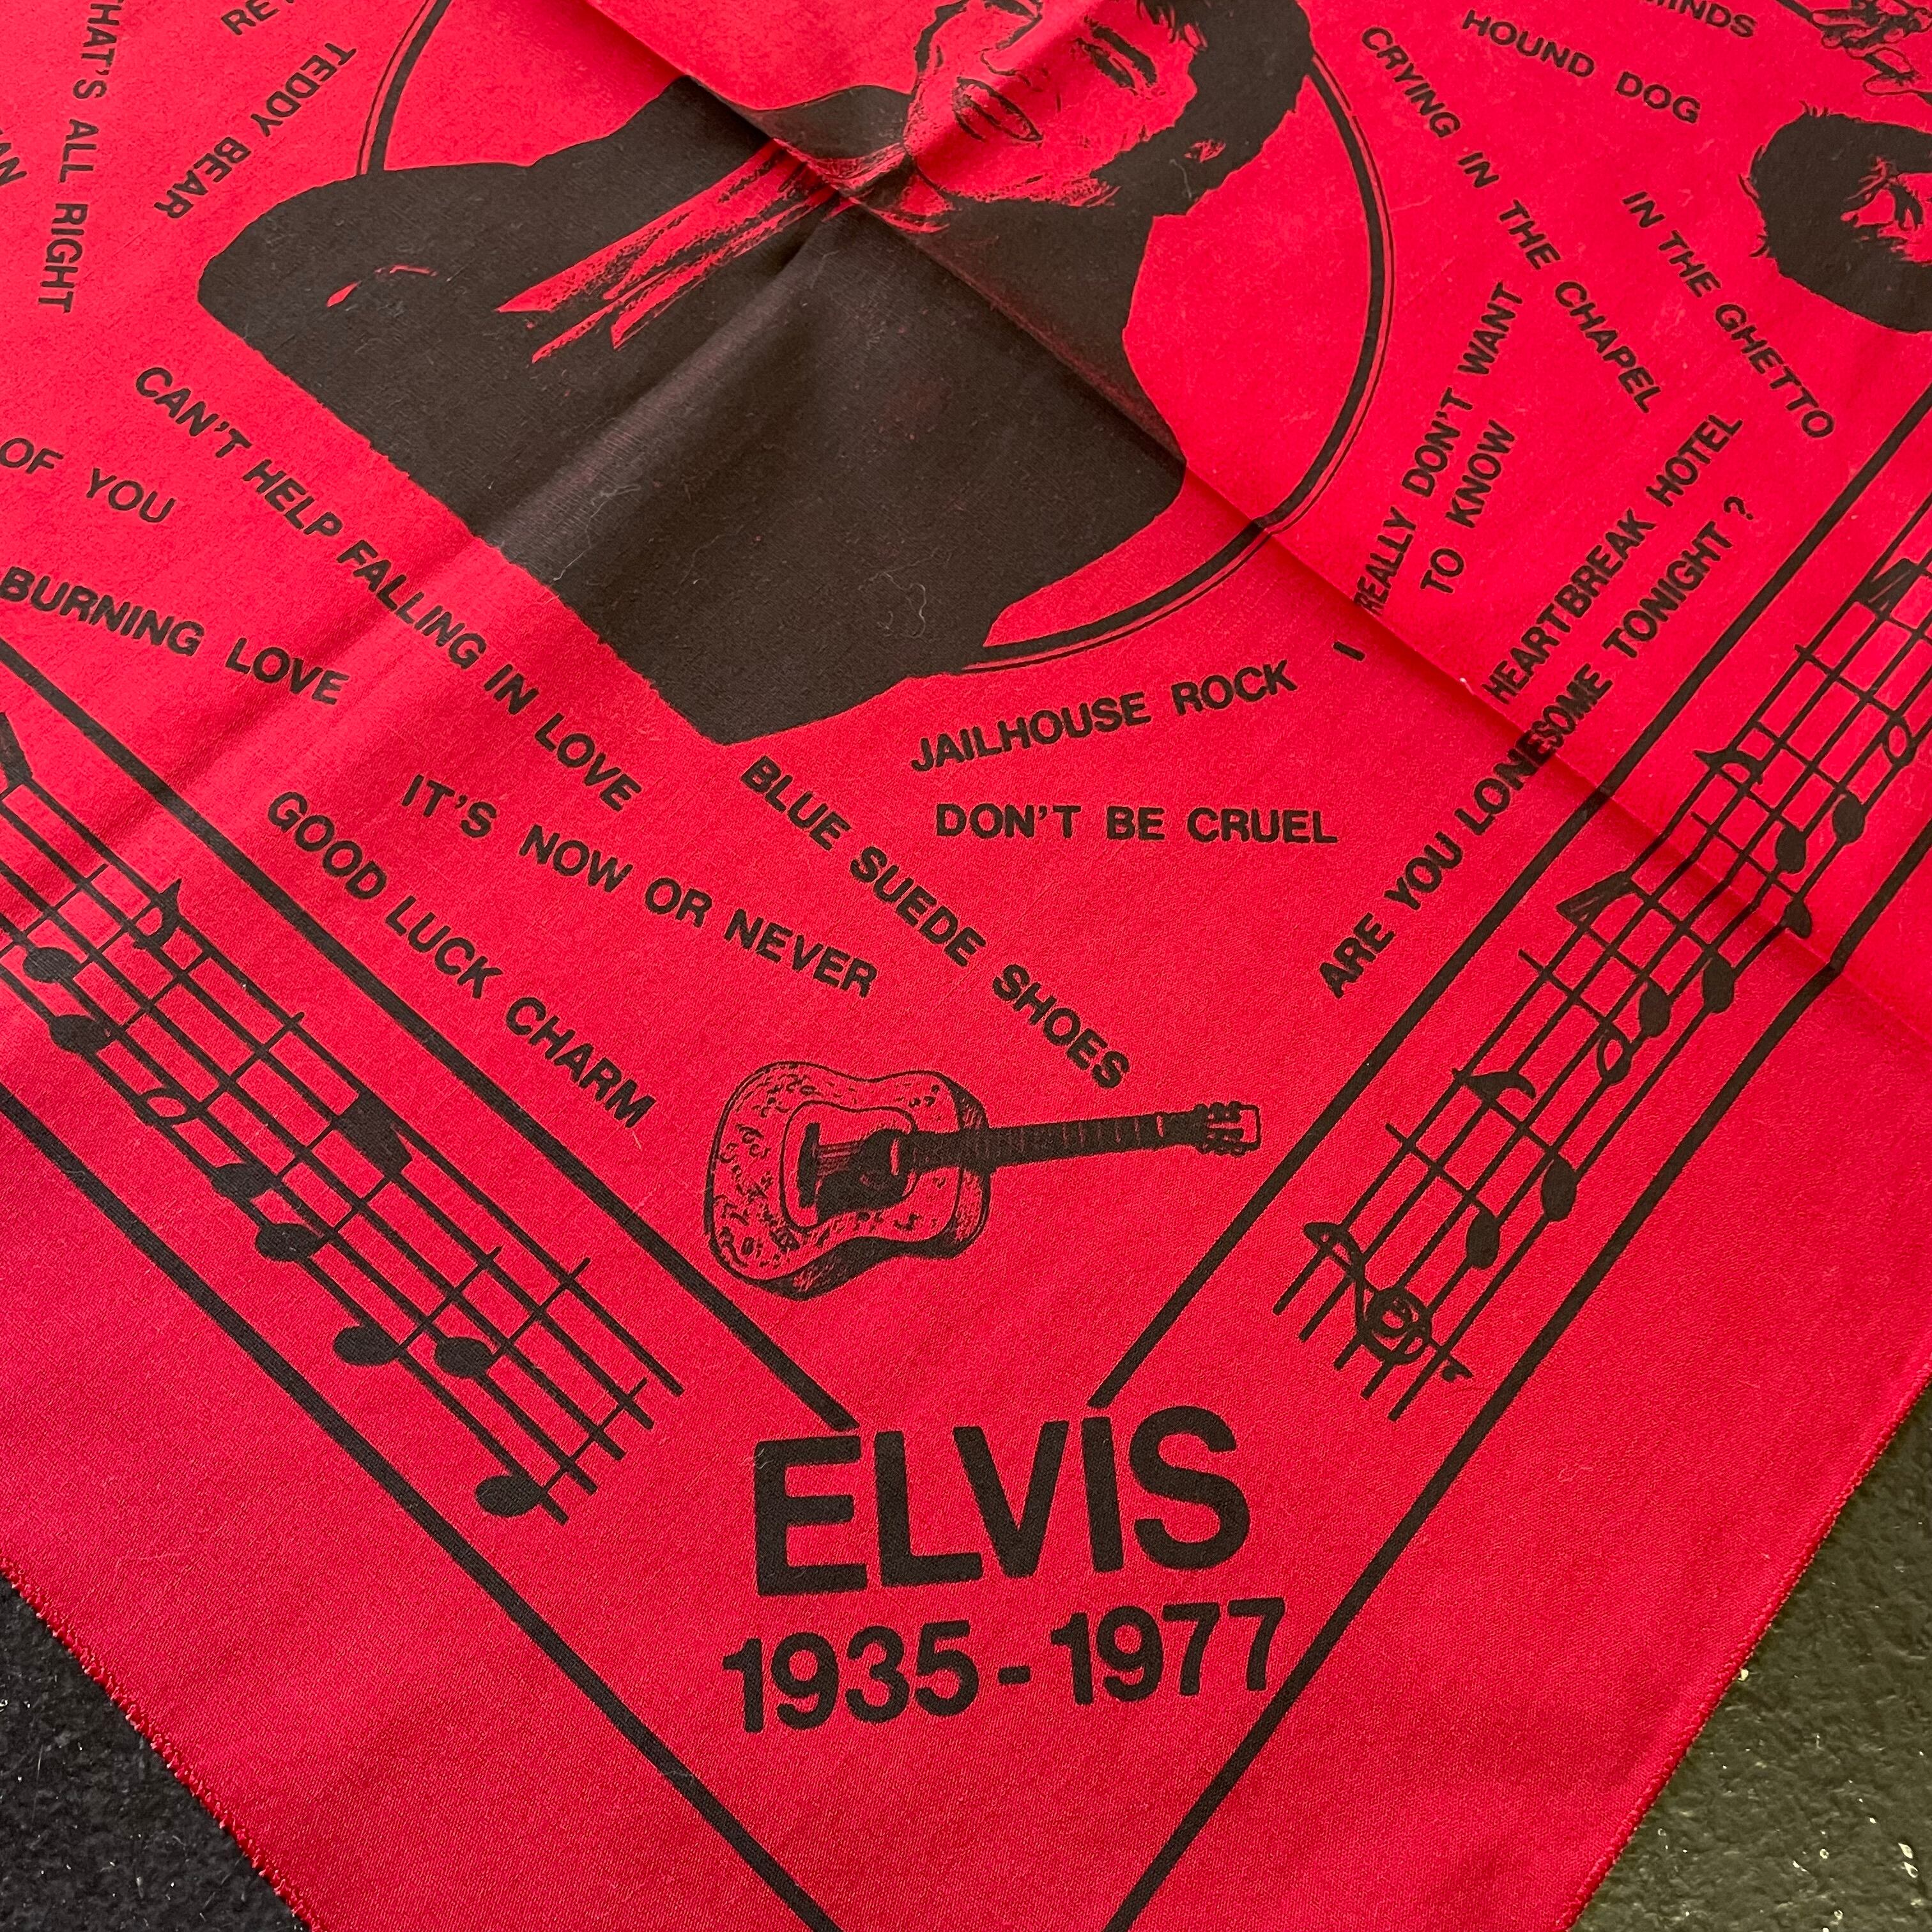 HAT'S ALL RIGHT
TEDDY BEAR
HOUND DOG
CRYING IN THE CHAPEL
IN THE GHETTO
I REALLY DON'T WANT
TO KNOW
HEARTBREAK HOTEL
ARE YOU LONESOME TONIGHT ?
CAN'T HELP FALLING IN LOVE
OF YOU
BURNING LOVE
JAILHOUSE ROCK
DON'T BE CRUEL
BLUE SUEDE SHOES
IT'S NOW OR NEVER
GOOD LUCK CHARM
ELVIS
1935-1977